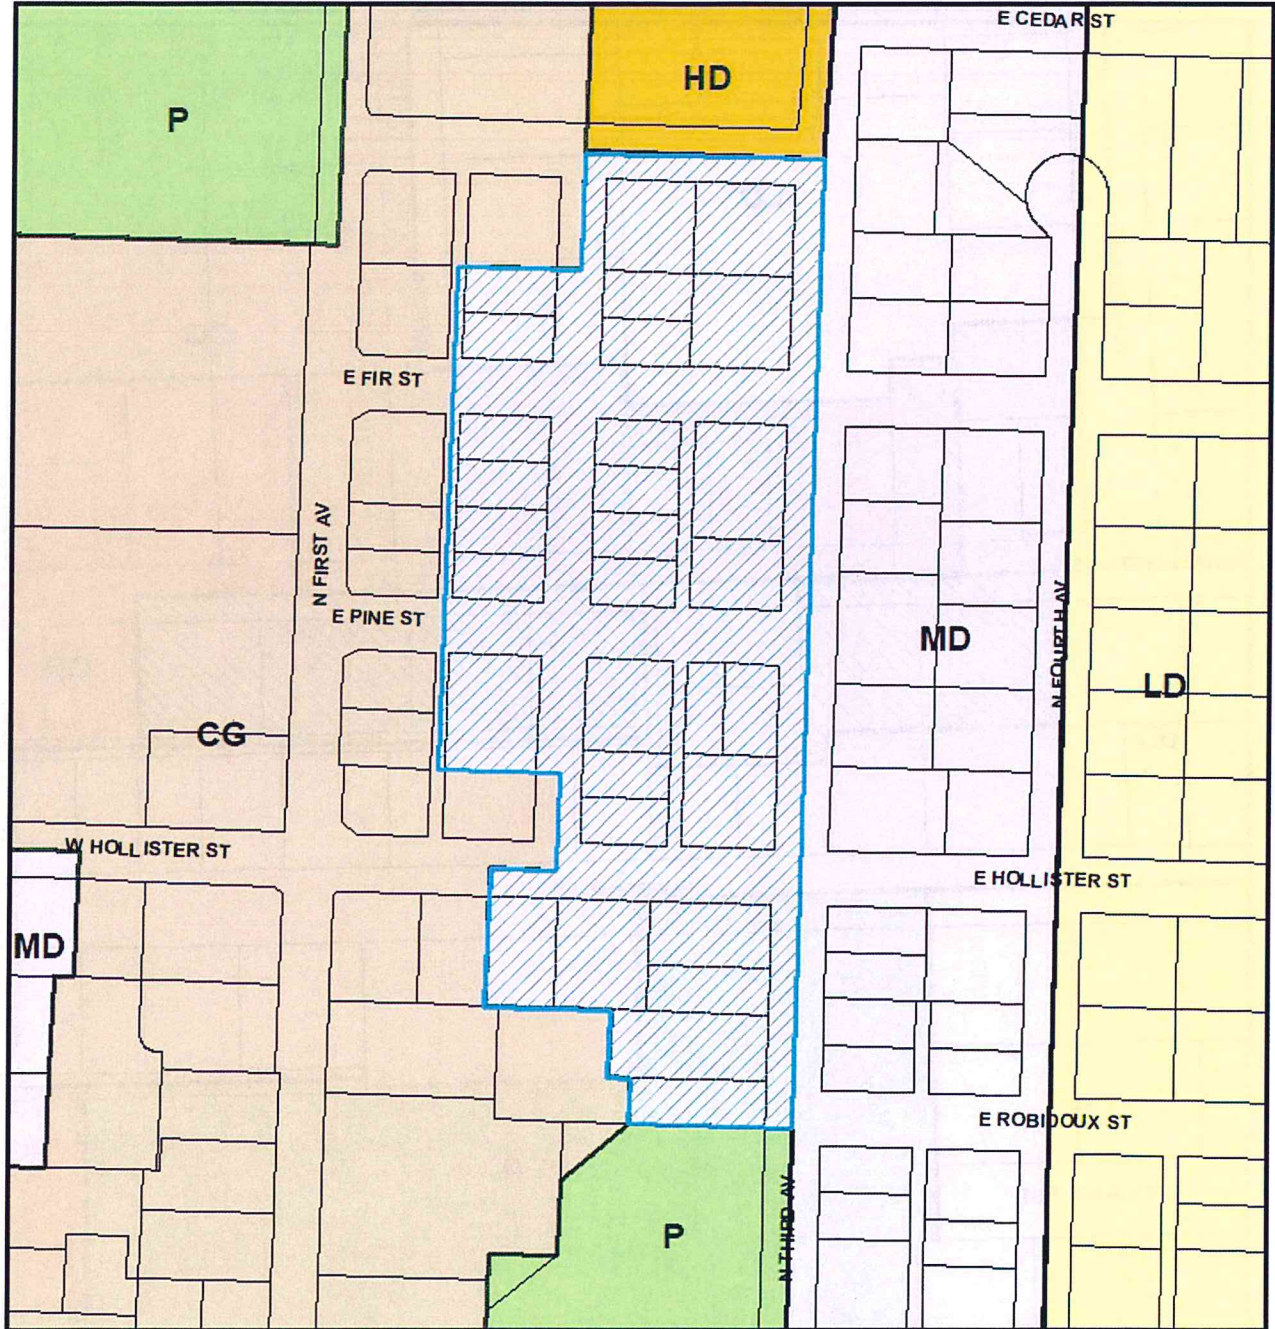 E CEDAR ST
HD
P
E FIR ST
N FIRST AV
E PINE ST
N FOURTH AV
MD
LD
CG
W HOLLISTER ST
E HOLLISTER ST
MD
E ROBIDOUX ST
N THIRD AV
P